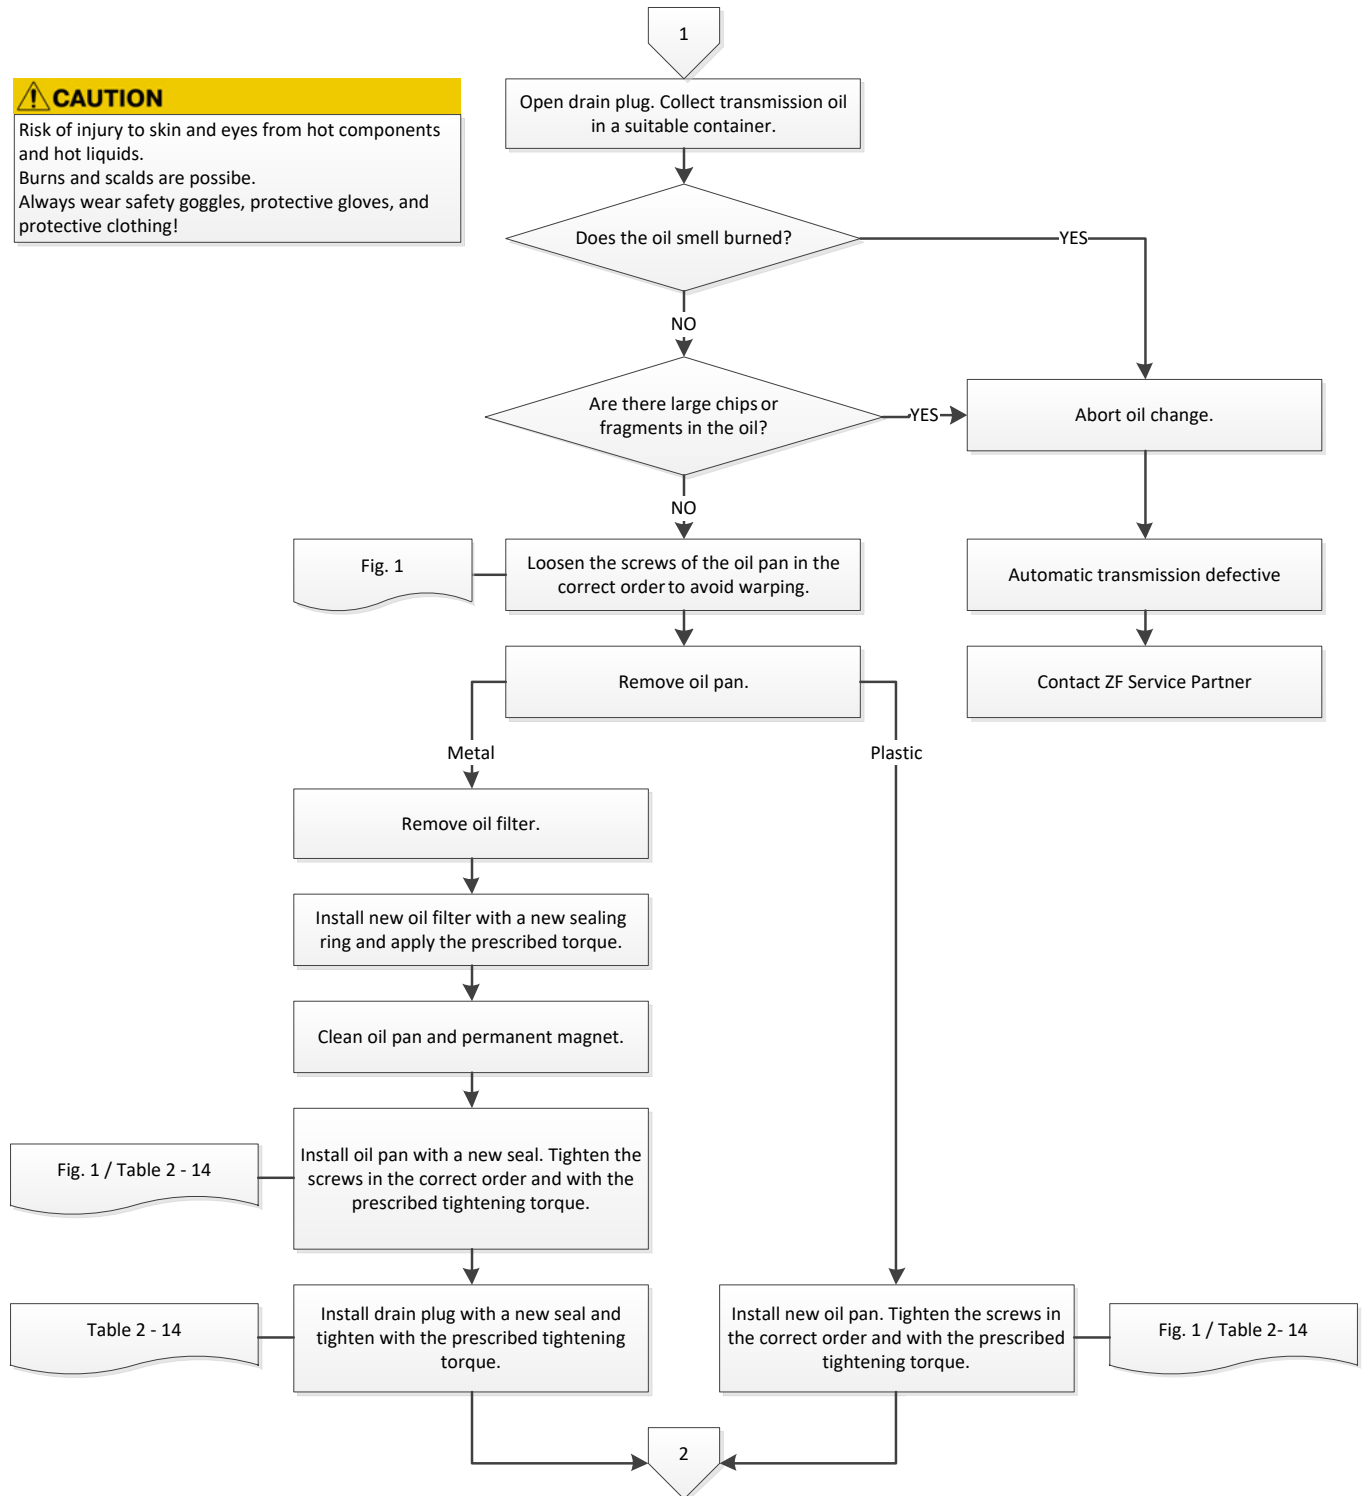 1
CAUTION
Risk of injury to skin and eyes from hot components
and hot liquids.
Burns and scalds are possibe.
Always wear safety goggles, protective gloves, and
protective clothing!
Open drain plug. Collect transmission oil
in a suitable container.
Does the oil smell burned?
YES
NO
Are there large chips or
fragments in the oil?
YES
Abort oil change.
NO
Fig. 1
Loosen the screws of the oil pan in the
correct order to avoid warping.
Automatic transmission defective
Remove oil pan.
Contact ZF Service Partner
Metal
Plastic
Remove oil filter.
Install new oil filter with a new sealing
ring and apply the prescribed torque.
Clean oil pan and permanent magnet.
Fig. 1 / Table 2 - 14
Install oil pan with a new seal. Tighten the
screws in the correct order and with the
prescribed tightening torque.
Table 2 - 14
Install drain plug with a new seal and
tighten with the prescribed tightening
torque.
Install new oil pan. Tighten the screws in
the correct order and with the prescribed
tightening torque.
Fig. 1 / Table 2- 14
2